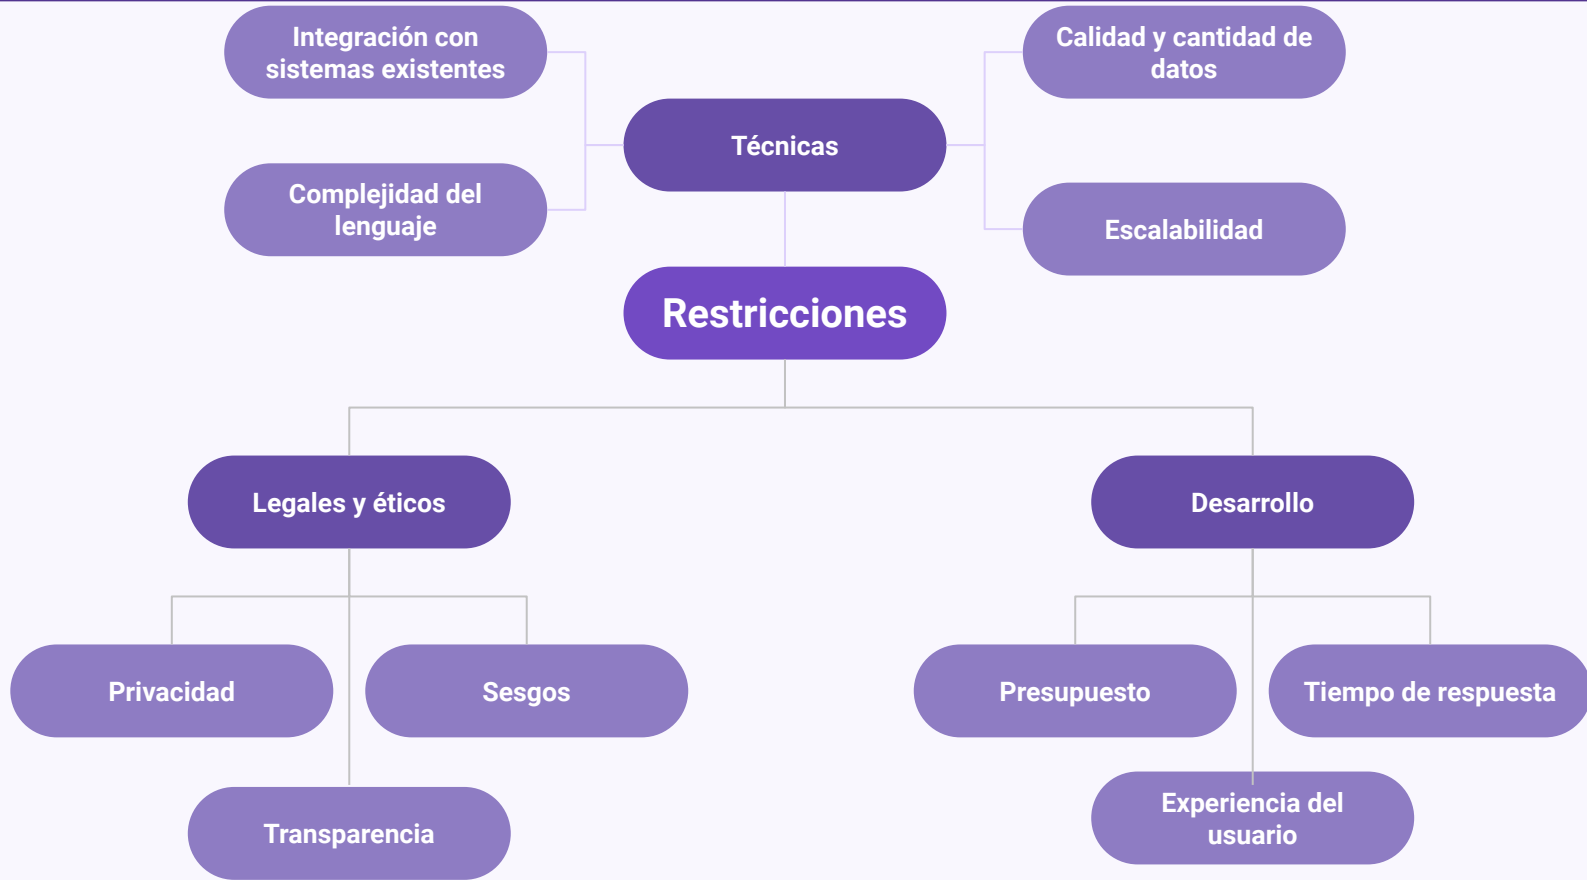 Integración con
sistemas existentes
Calidad y cantidad de
datos
Técnicas
Complejidad del
lenguaje
Escalabilidad
Restricciones
Legales y éticos
Desarrollo
Privacidad
Sesgos
Presupuesto
Tiempo de respuesta
Transparencia
Experiencia del
usuario